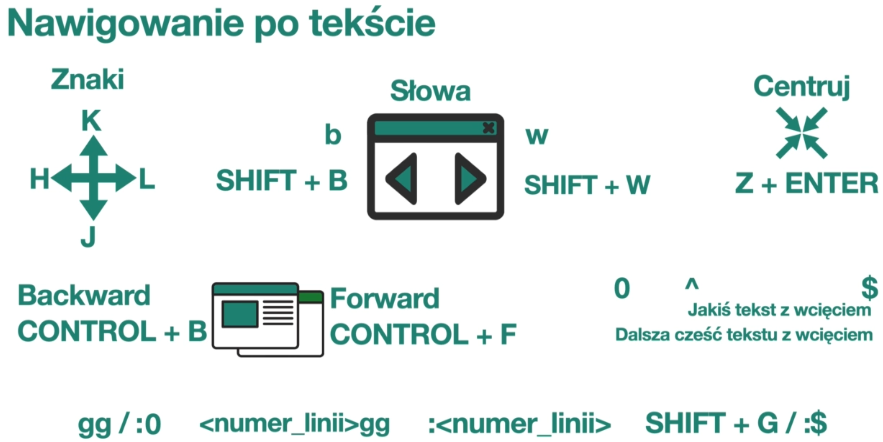 Nawigowanie po tekście
Znaki
K
H L
J
Słowa
b w
SHIFT + B SHIFT + W
Centruj
Z + ENTER
Backward
CONTROL + B
Forward
CONTROL + F
0 ^ $
Jakiś tekst z wcięciem
Dalsza cześć tekstu z wcięciem
gg / :0 <numer_linii>gg :<numer_linii> SHIFT + G / :$